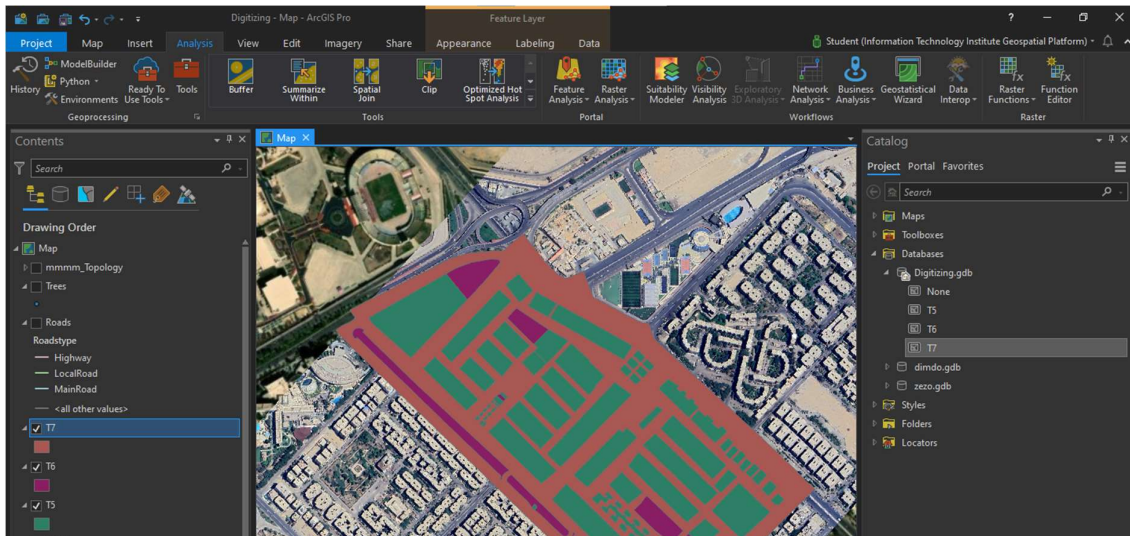 Digitizing - Map - ArcGIS Pro
Feature Layer
?
Project Map Insert Analysis View Edit Imagery Share Appearance Labeling Data
Student (Information Technology Institute Geospatial Platform)
History
ModelBuilder
Python
Environments
Ready To Use Tools
Tools
Buffer
Summarize Within
Spatial Join
Clip
Optimized Hot Spot Analysis
Feature Analysis
Raster Analysis
Suitability Modeler
Visibility Analysis
Exploratory 3D Analysis
Network Analysis
Business Analysis
Geostatistical Wizard
Data Interop
Raster Functions
Function Editor
Geoprocessing
Tools
Portal
Workflows
Raster
Contents
Search
Drawing Order
Map
mmmm_Topology
Trees
Roads
Roadstype
Highway
LocalRoad
MainRoad
<all other values>
T7
T6
T5
Map
Catalog
Project Portal Favorites
Search
Maps
Toolboxes
Databases
Digitizing.gdb
None
T5
T6
T7
dimdo.gdb
zezo.gdb
Styles
Folders
Locators